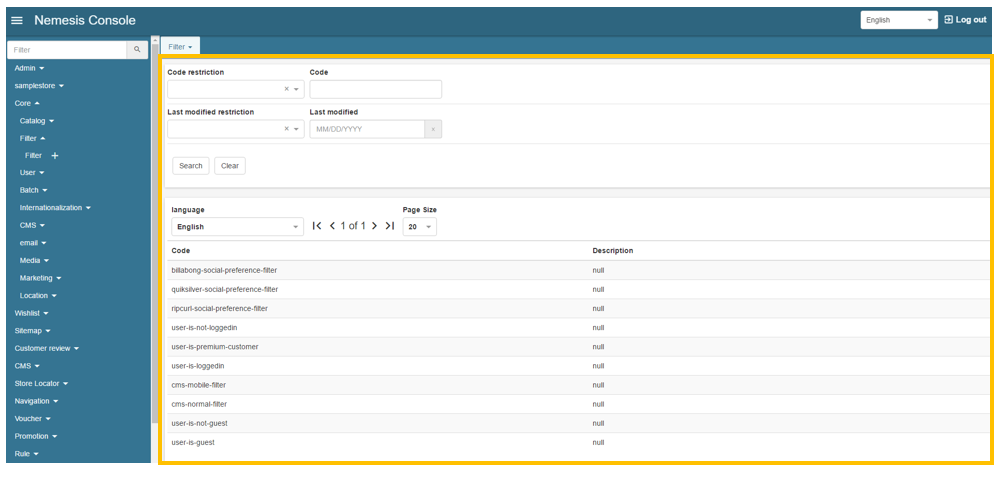 Nemesis Console
English
Log out
Filter
Filter
Admin
samplestore
Core
Catalog
Filter
Filter
User
Batch
Internationalization
CMS
email
Media
Marketing
Location
Wishlist
Sitemap
Customer review
CMS
Store Locator
Navigation
Voucher
Promotion
Rule
Code restriction Code
Last modified restriction Last modified
MM/DD/YYYY
Search Clear
language Page Size
English 1 of 1 20
Code Description
billabong-social-preference-filter null
quiksilver-social-preference-filter null
ripcurl-social-preference-filter null
user-is-not-loggedin null
user-is-premium-customer null
user-is-loggedin null
cms-mobile-filter null
cms-normal-filter null
user-is-not-guest null
user-is-guest null